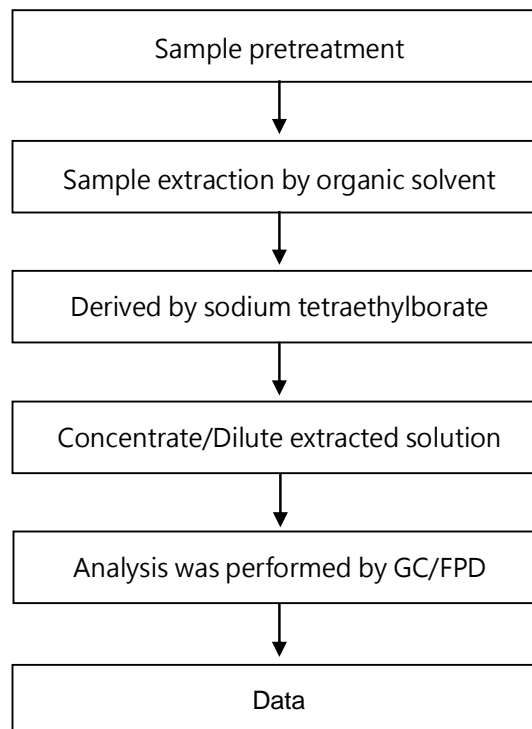 Sample pretreatment
Sample extraction by organic solvent
Derived by sodium tetraethylborate
Concentrate/Dilute extracted solution
Analysis was performed by GC/FPD
Data